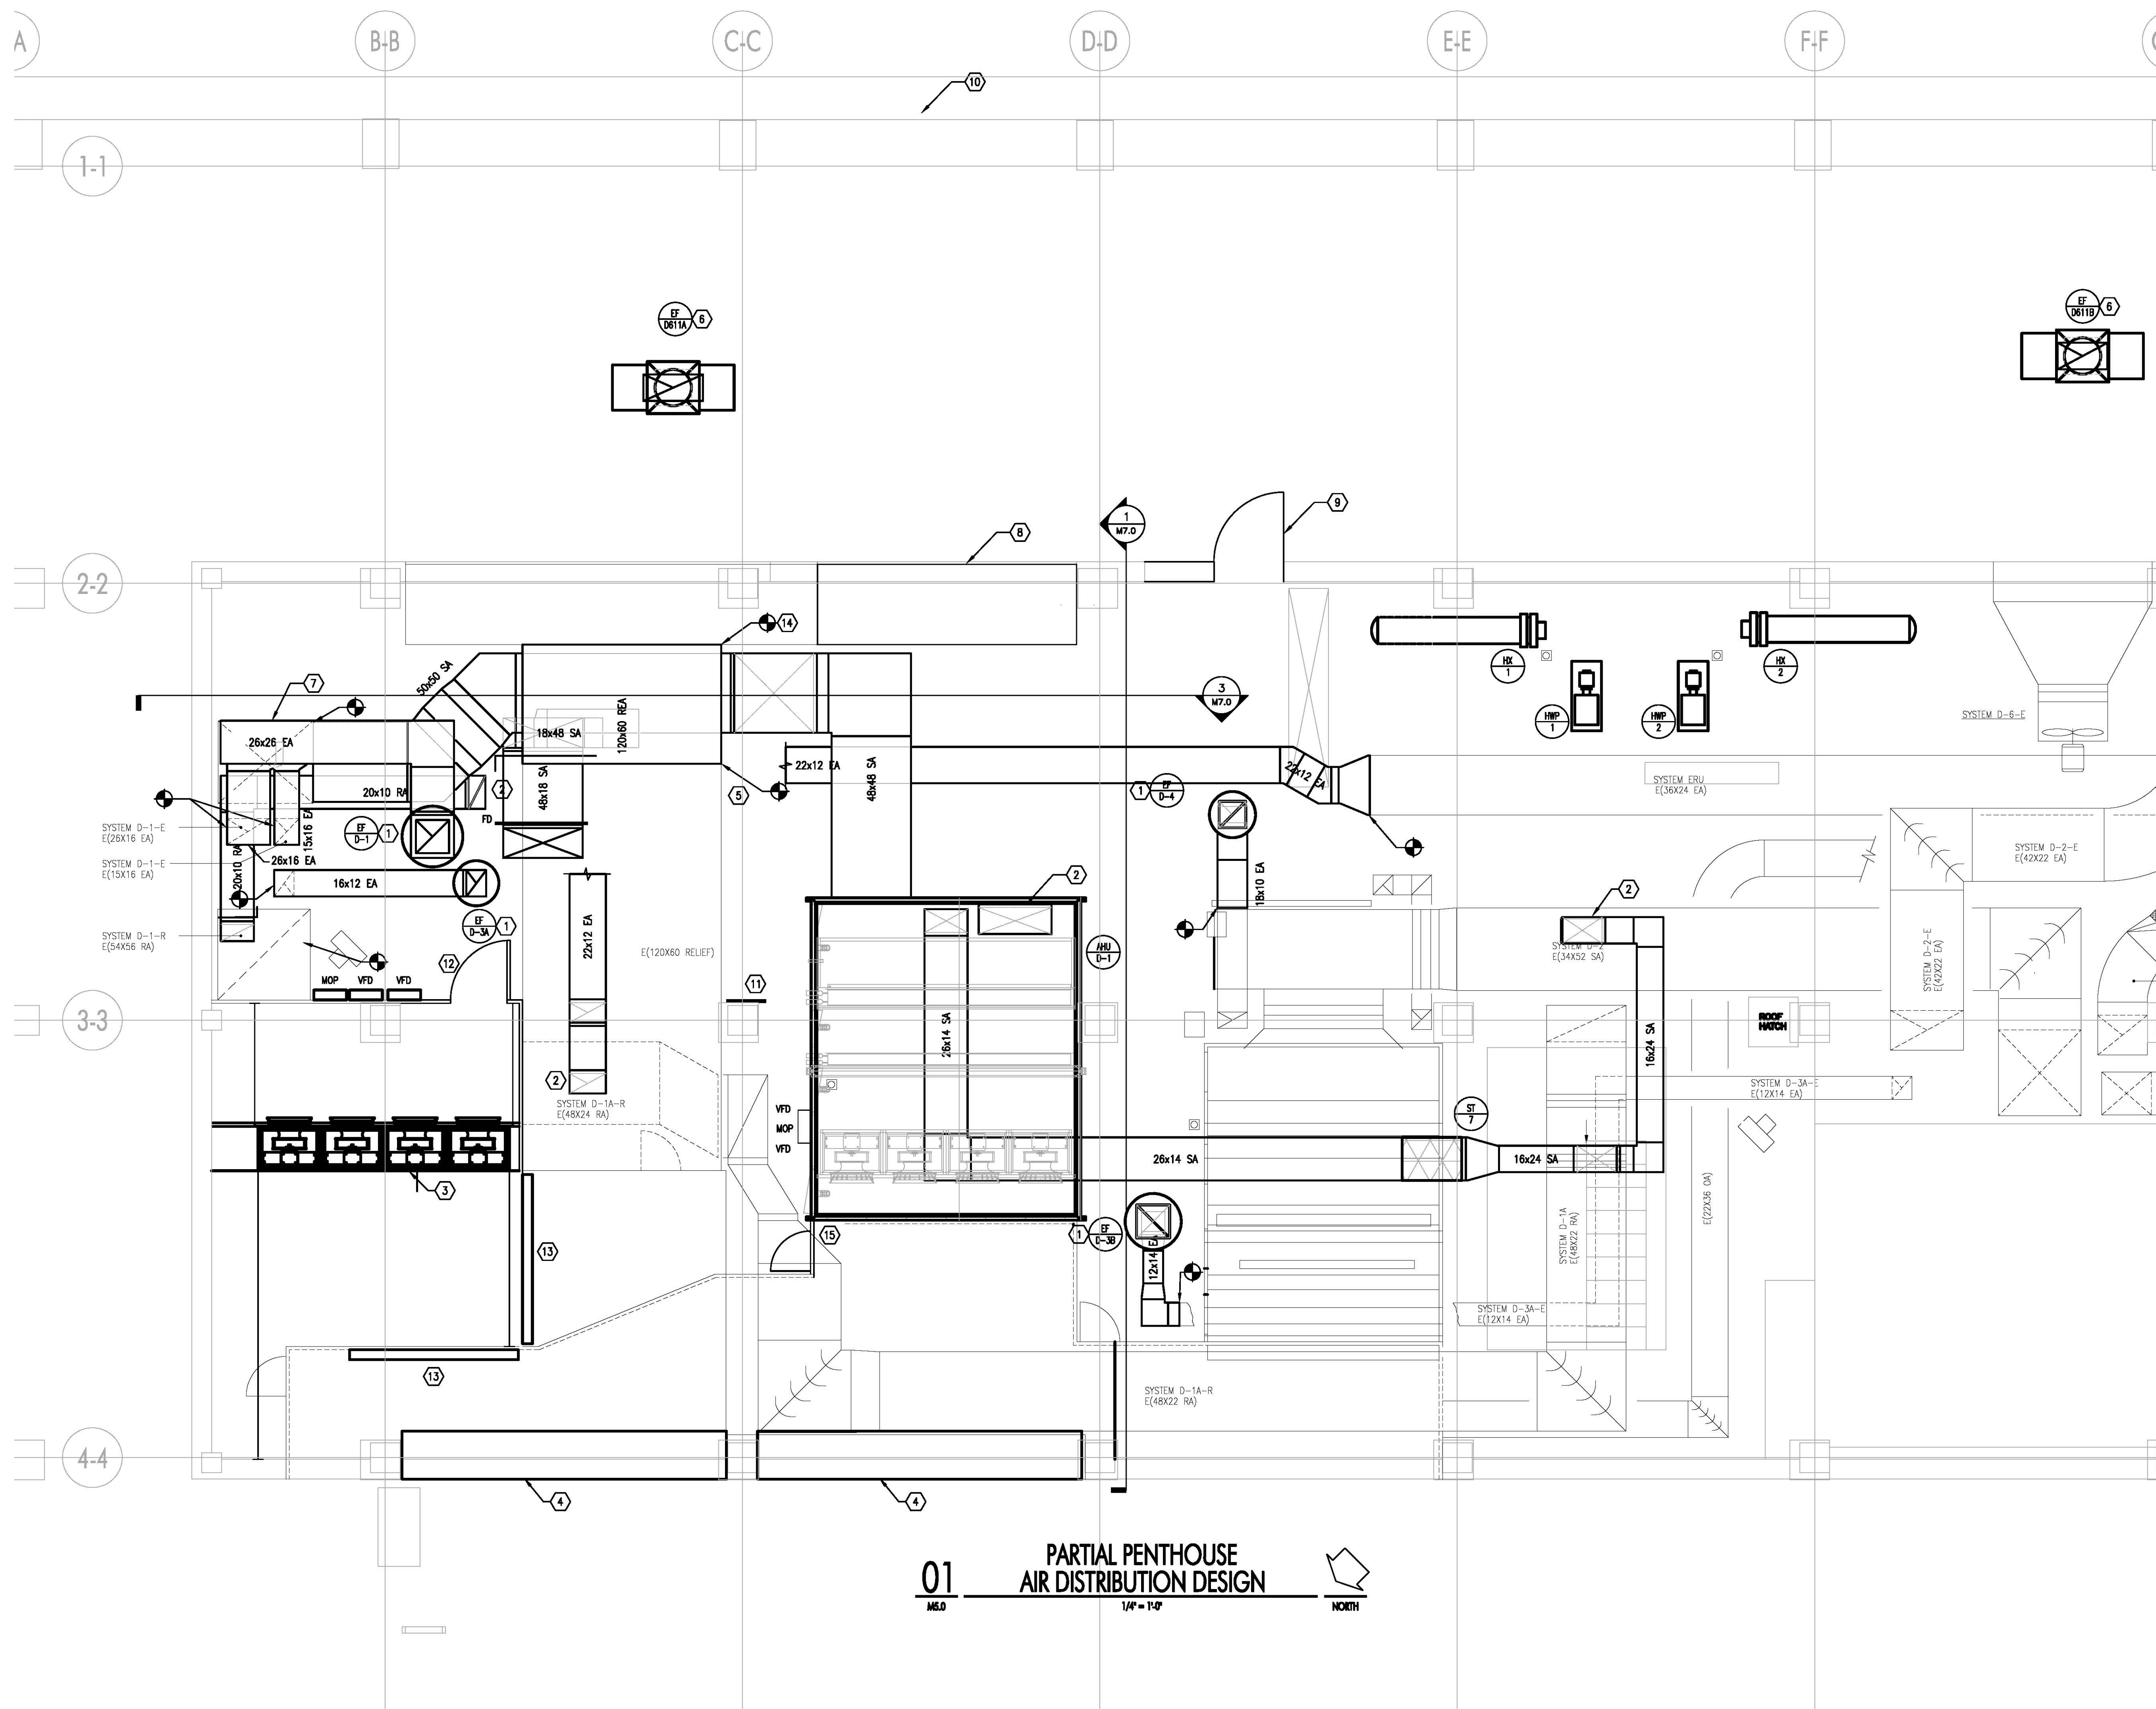 B-B
C-C
D-D
E-E
F-F
A
10
1-1
EF
D611A
6
EF
D611B
6
1
M7.0
9
8
2-2
14
HX
1
HX
2
7
50x50 SA
3
M7.0
HWP
1
HWP
2
SYSTEM D-6-E
26x26 EA
18x48 SA
120x60 REA
22x12 EA
48x48 SA
22x12 EA
SYSTEM ERU
E(36X24 EA)
20x10 RA
48x18 SA
2
5
1
EF
D-4
FD
SYSTEM D-1-E
E(26X16 EA)
15x16 EA
EF
D-1
1
SYSTEM D-2-E
E(42X22 EA)
SYSTEM D-1-E
E(15X16 EA)
26x16 EA
20x10 RA
16x12 EA
18x10 EA
2
2
EF
D-3A
1
22x12 EA
SYSTEM D-1-R
E(54X56 RA)
E(120X60 RELIEF)
AHU
D-1
SYSTEM D-2
E(34X52 SA)
SYSTEM D-2-E
E(42X22 EA)
12
MOP
VFD
VFD
11
3-3
26x14 SA
ROOF
HATCH
16x24 SA
2
SYSTEM D-1A-R
E(48X24 RA)
SYSTEM D-3A-E
E(12X14 EA)
VFD
MOP
VFD
ST
7
26x14 SA
16x24 SA
3
E(22X36 OA)
SYSTEM D-1A
E(48X22 RA)
15
1
EF
D-3B
13
12x14 EA
SYSTEM D-3A-E
E(12X14 EA)
13
SYSTEM D-1A-R
E(48X22 RA)
4-4
4
4
01
M5.0
PARTIAL PENTHOUSE
AIR DISTRIBUTION DESIGN
1/4" = 1'-0"
NORTH